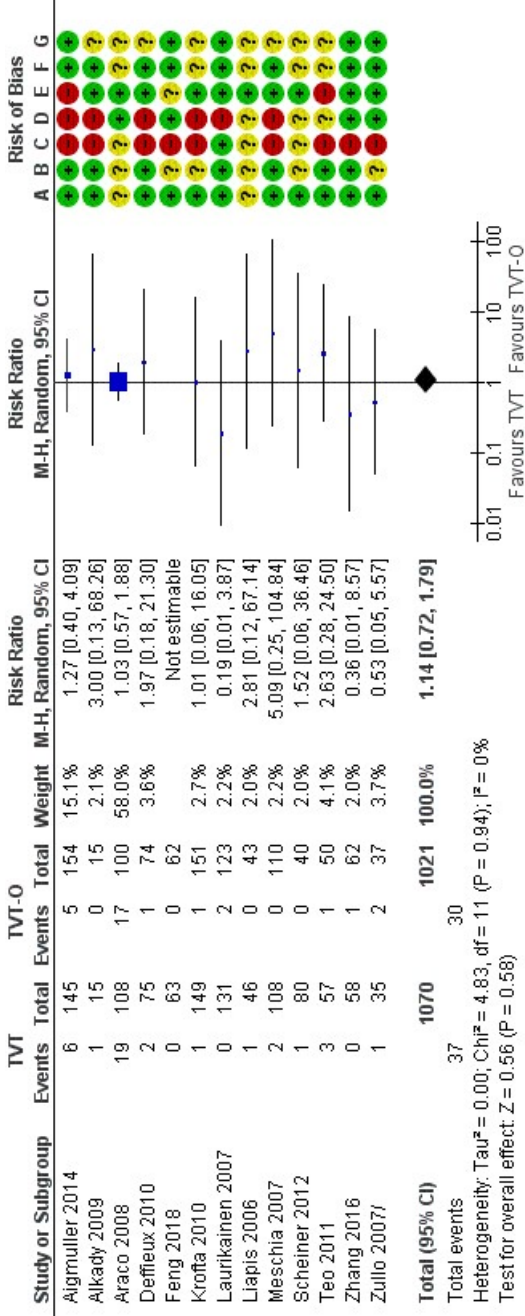 TVT TVT-O Risk Ratio Risk Ratio Risk of Bias
Study or Subgroup Events Total Events Total Weight M-H, Random, 95% CI M-H, Random, 95% CI A B C D E F G
Aigmuller 2014 6 145 5 154 15.1% 1.27 [0.40, 4.09] + + - - - + +
Alkady 2009 1 15 0 15 2.1% 3.00 [0.13, 68.26] + + - - + + ?
Araco 2008 19 108 17 100 58.0% 1.03 [0.57, 1.88] ? ? ? + + ? ?
Deffieux 2010 2 75 1 74 3.6% 1.97 [0.18, 21.30] + + - - + + ?
Feng 2018 0 63 0 62 Not estimable + ? - + ? + +
Krofta 2010 1 149 1 151 2.7% 1.01 [0.06, 16.05] + ? - - + + ?
Laurikainen 2007 0 131 2 123 2.2% 0.19 [0.01, 3.87] + + + - + + +
Liapis 2006 1 46 0 43 2.0% 2.81 [0.12, 67.14] ? ? ? ? + ? ?
Meschia 2007 2 108 0 110 2.2% 5.09 [0.25, 104.84] + + - - + + ?
Scheiner 2012 1 80 0 40 2.0% 1.52 [0.06, 36.46] + + ? ? + ? ?
Teo 2011 3 57 1 50 4.1% 2.63 [0.28, 24.50] + + - ? - ? ?
Zhang 2016 0 58 1 62 2.0% 0.36 [0.01, 8.57] + + - + + + +
Zullo 2007/ 1 35 2 37 3.7% 0.53 [0.05, 5.57] + ? - + + + +
Total (95% CI) 1070 1021 100.0% 1.14 [0.72, 1.79]
Total events 37 30
Heterogeneity: Tau² = 0.00; Chi² = 4.83, df = 11 (P = 0.94); I² = 0%
Test for overall effect: Z = 0.56 (P = 0.58)
0.01 0.1 1 10 100
Favours TVT Favours TVT-O